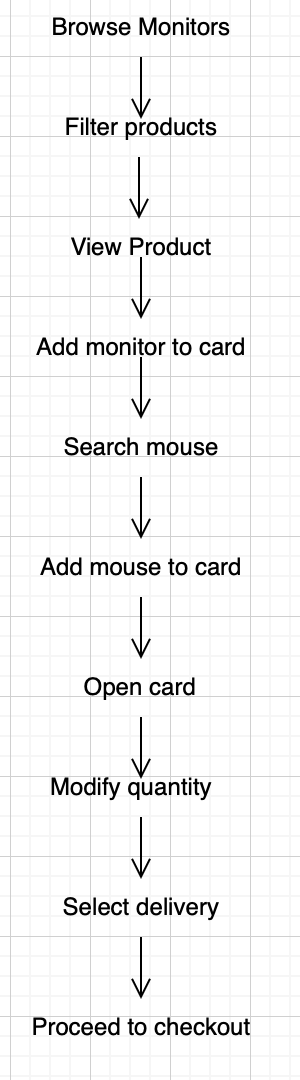 Browse Monitors
Filter products
View Product
Add monitor to card
Search mouse
Add mouse to card
Open card
Modify quantity
Select delivery
Proceed to checkout